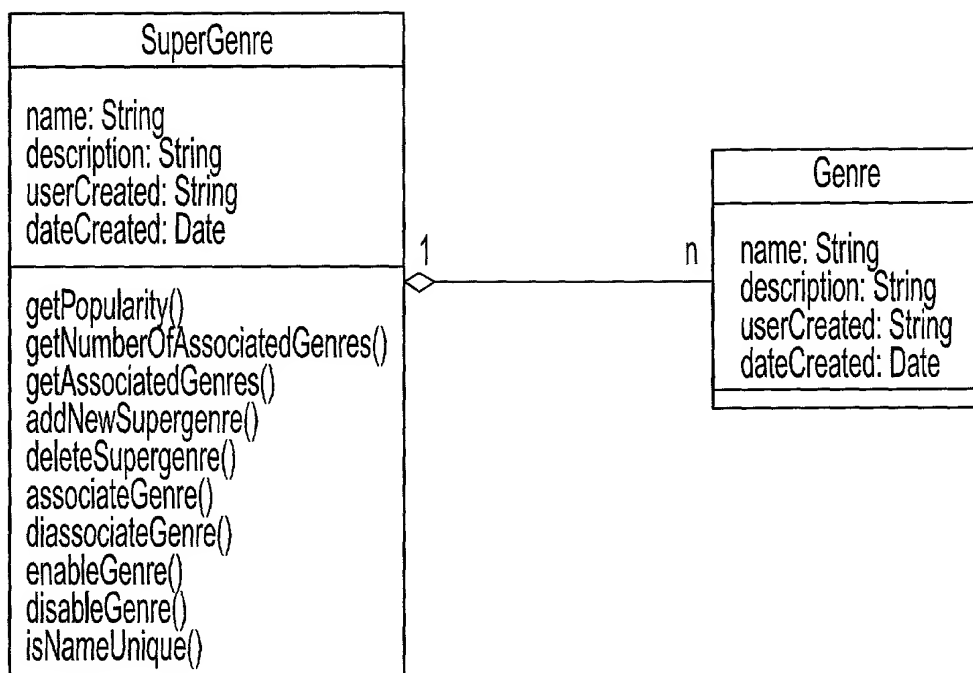 SuperGenre
name: String
description: String
userCreated: String
dateCreated: Date
getPopularity()
getNumberOfAssociatedGenres()
getAssociatedGenres()
addNewSupergenre()
deleteSupergenre()
associateGenre()
diassociateGenre()
enableGenre()
disableGenre()
isNameUnique()
1
n
Genre
name: String
description: String
userCreated: String
dateCreated: Date